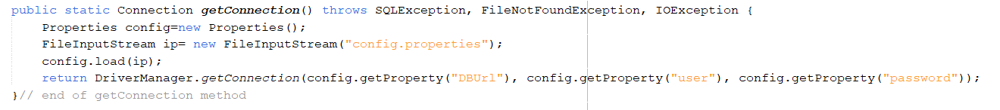 public static Connection getConnection() throws SQLException, FileNotFoundException, IOException {
    Properties config=new Properties();
    FileInputStream ip= new FileInputStream("config.properties");
    config.load(ip);
    return DriverManager.getConnection(config.getProperty("DBUrl"), config.getProperty("user"), config.getProperty("password"));
}// end of getConnection method